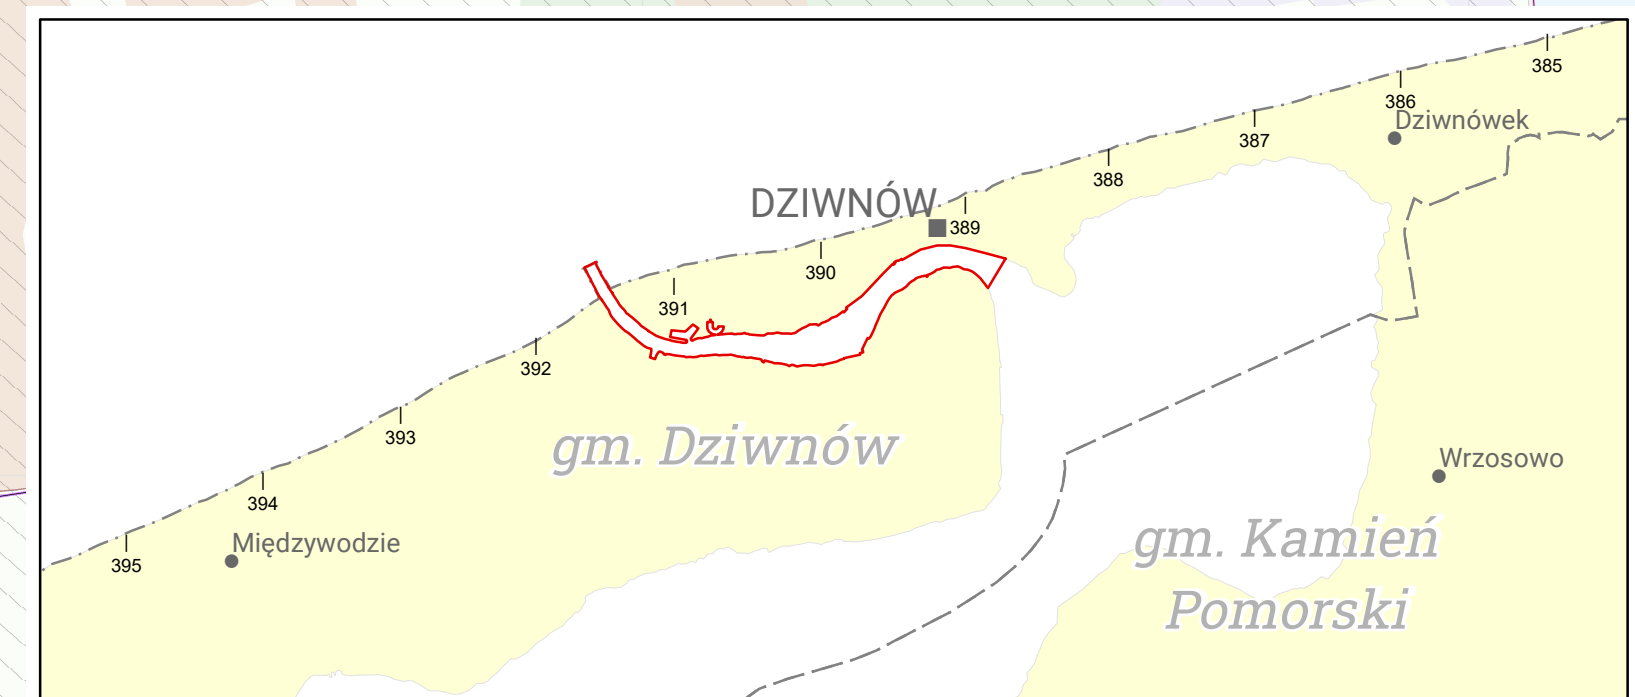 385
386
Dziwnówek
387
388
DZIWNÓW
389
390
391
392
393
gm. Dziwnów
Wrzosowo
394
gm. Kamień
Pomorski
Międzywodzie
395